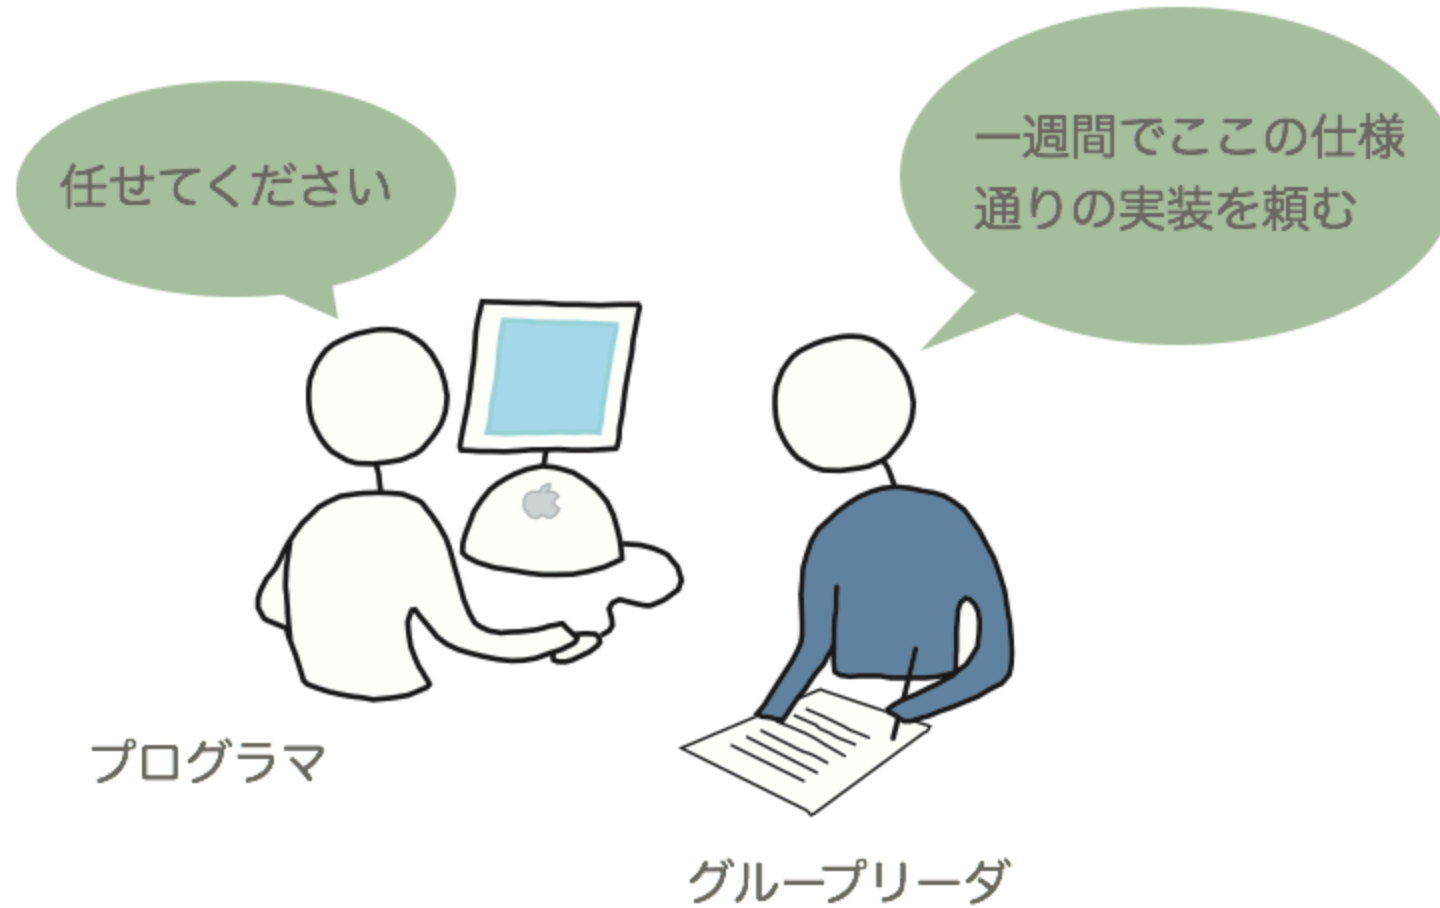 任せてください
一週間でここの仕様
通りの実装を頼む
プログラマ
グループリーダ